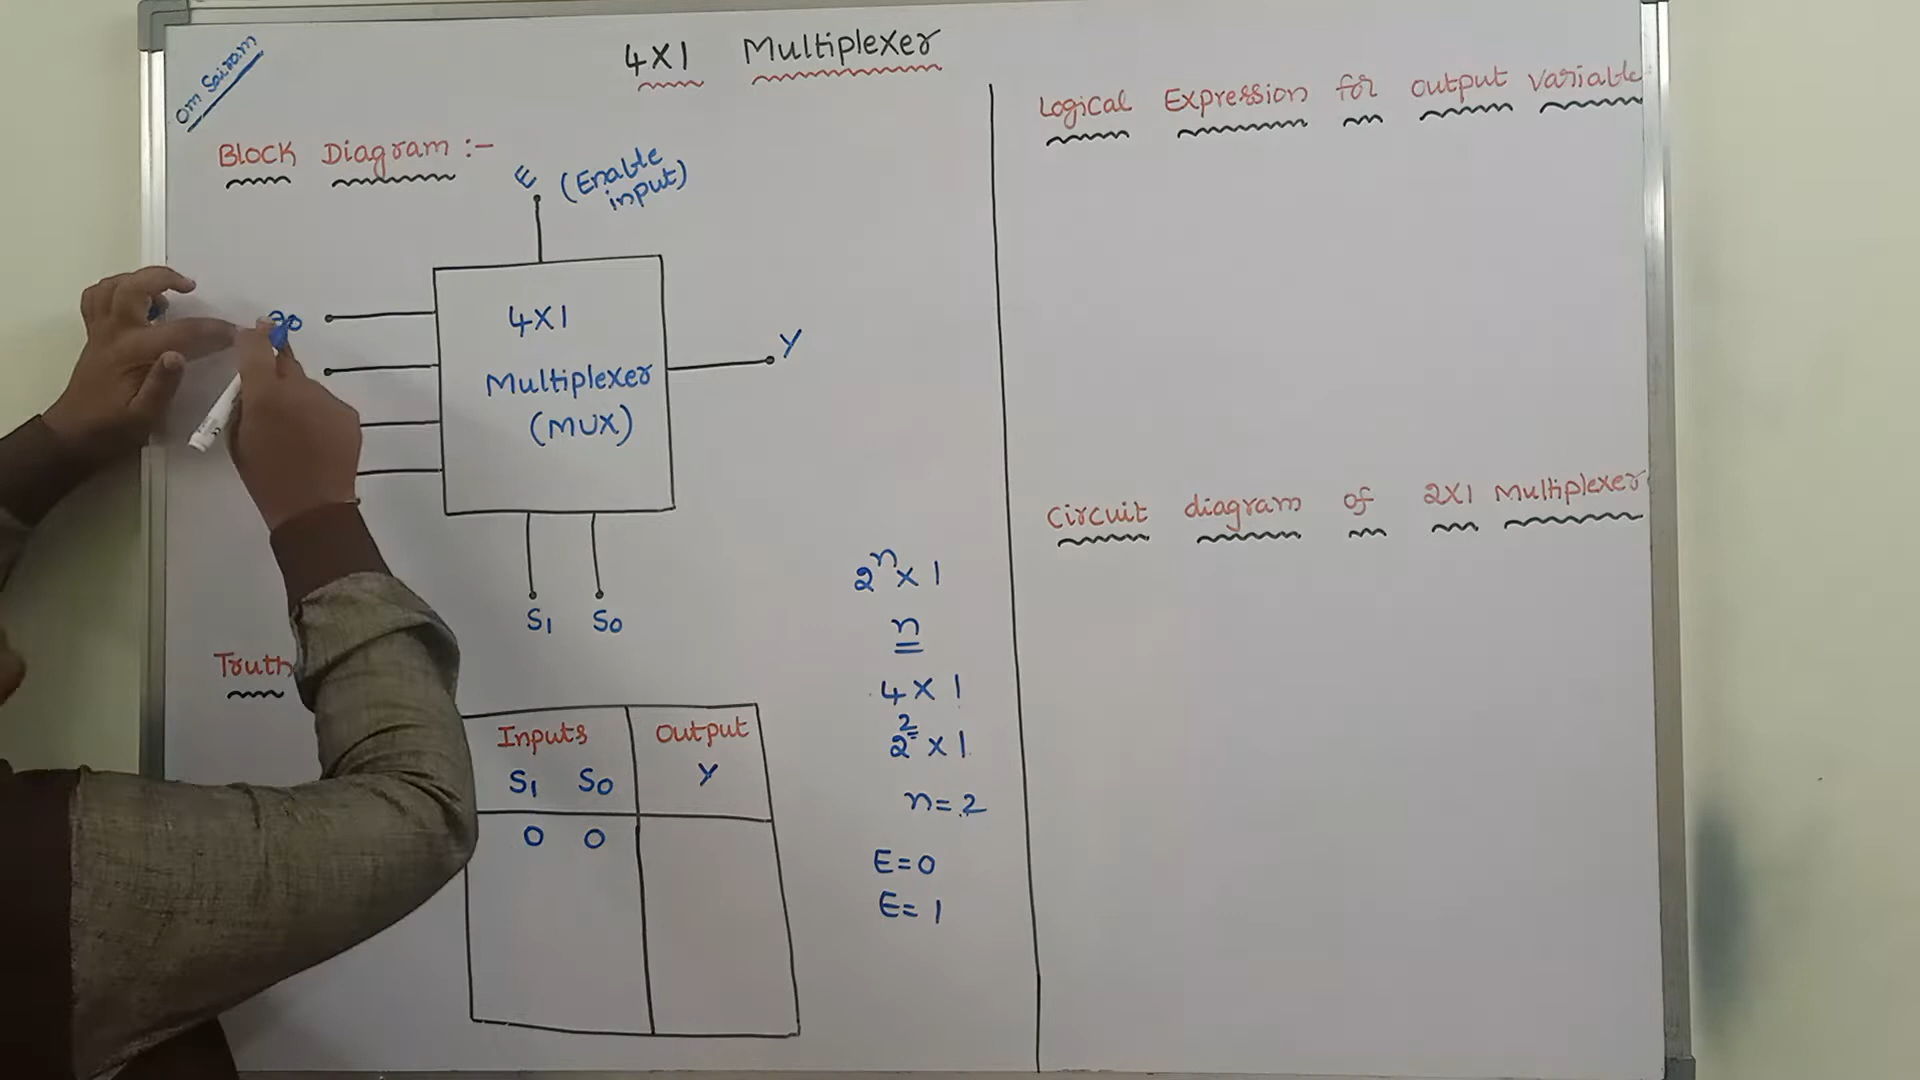 Om Sairam
4X1 Multiplexer
Block Diagram :-
E (Enable input)
4X1
Multiplexer
(MUX)
Y
S1 S0
Truth
Inputs Output
S1 S0 Y
0 0
2^n x 1
n
4 x 1
2^2 x 1
n=2
E=0
E=1
Logical Expression for output variable
Circuit diagram of 2X1 Multiplexer